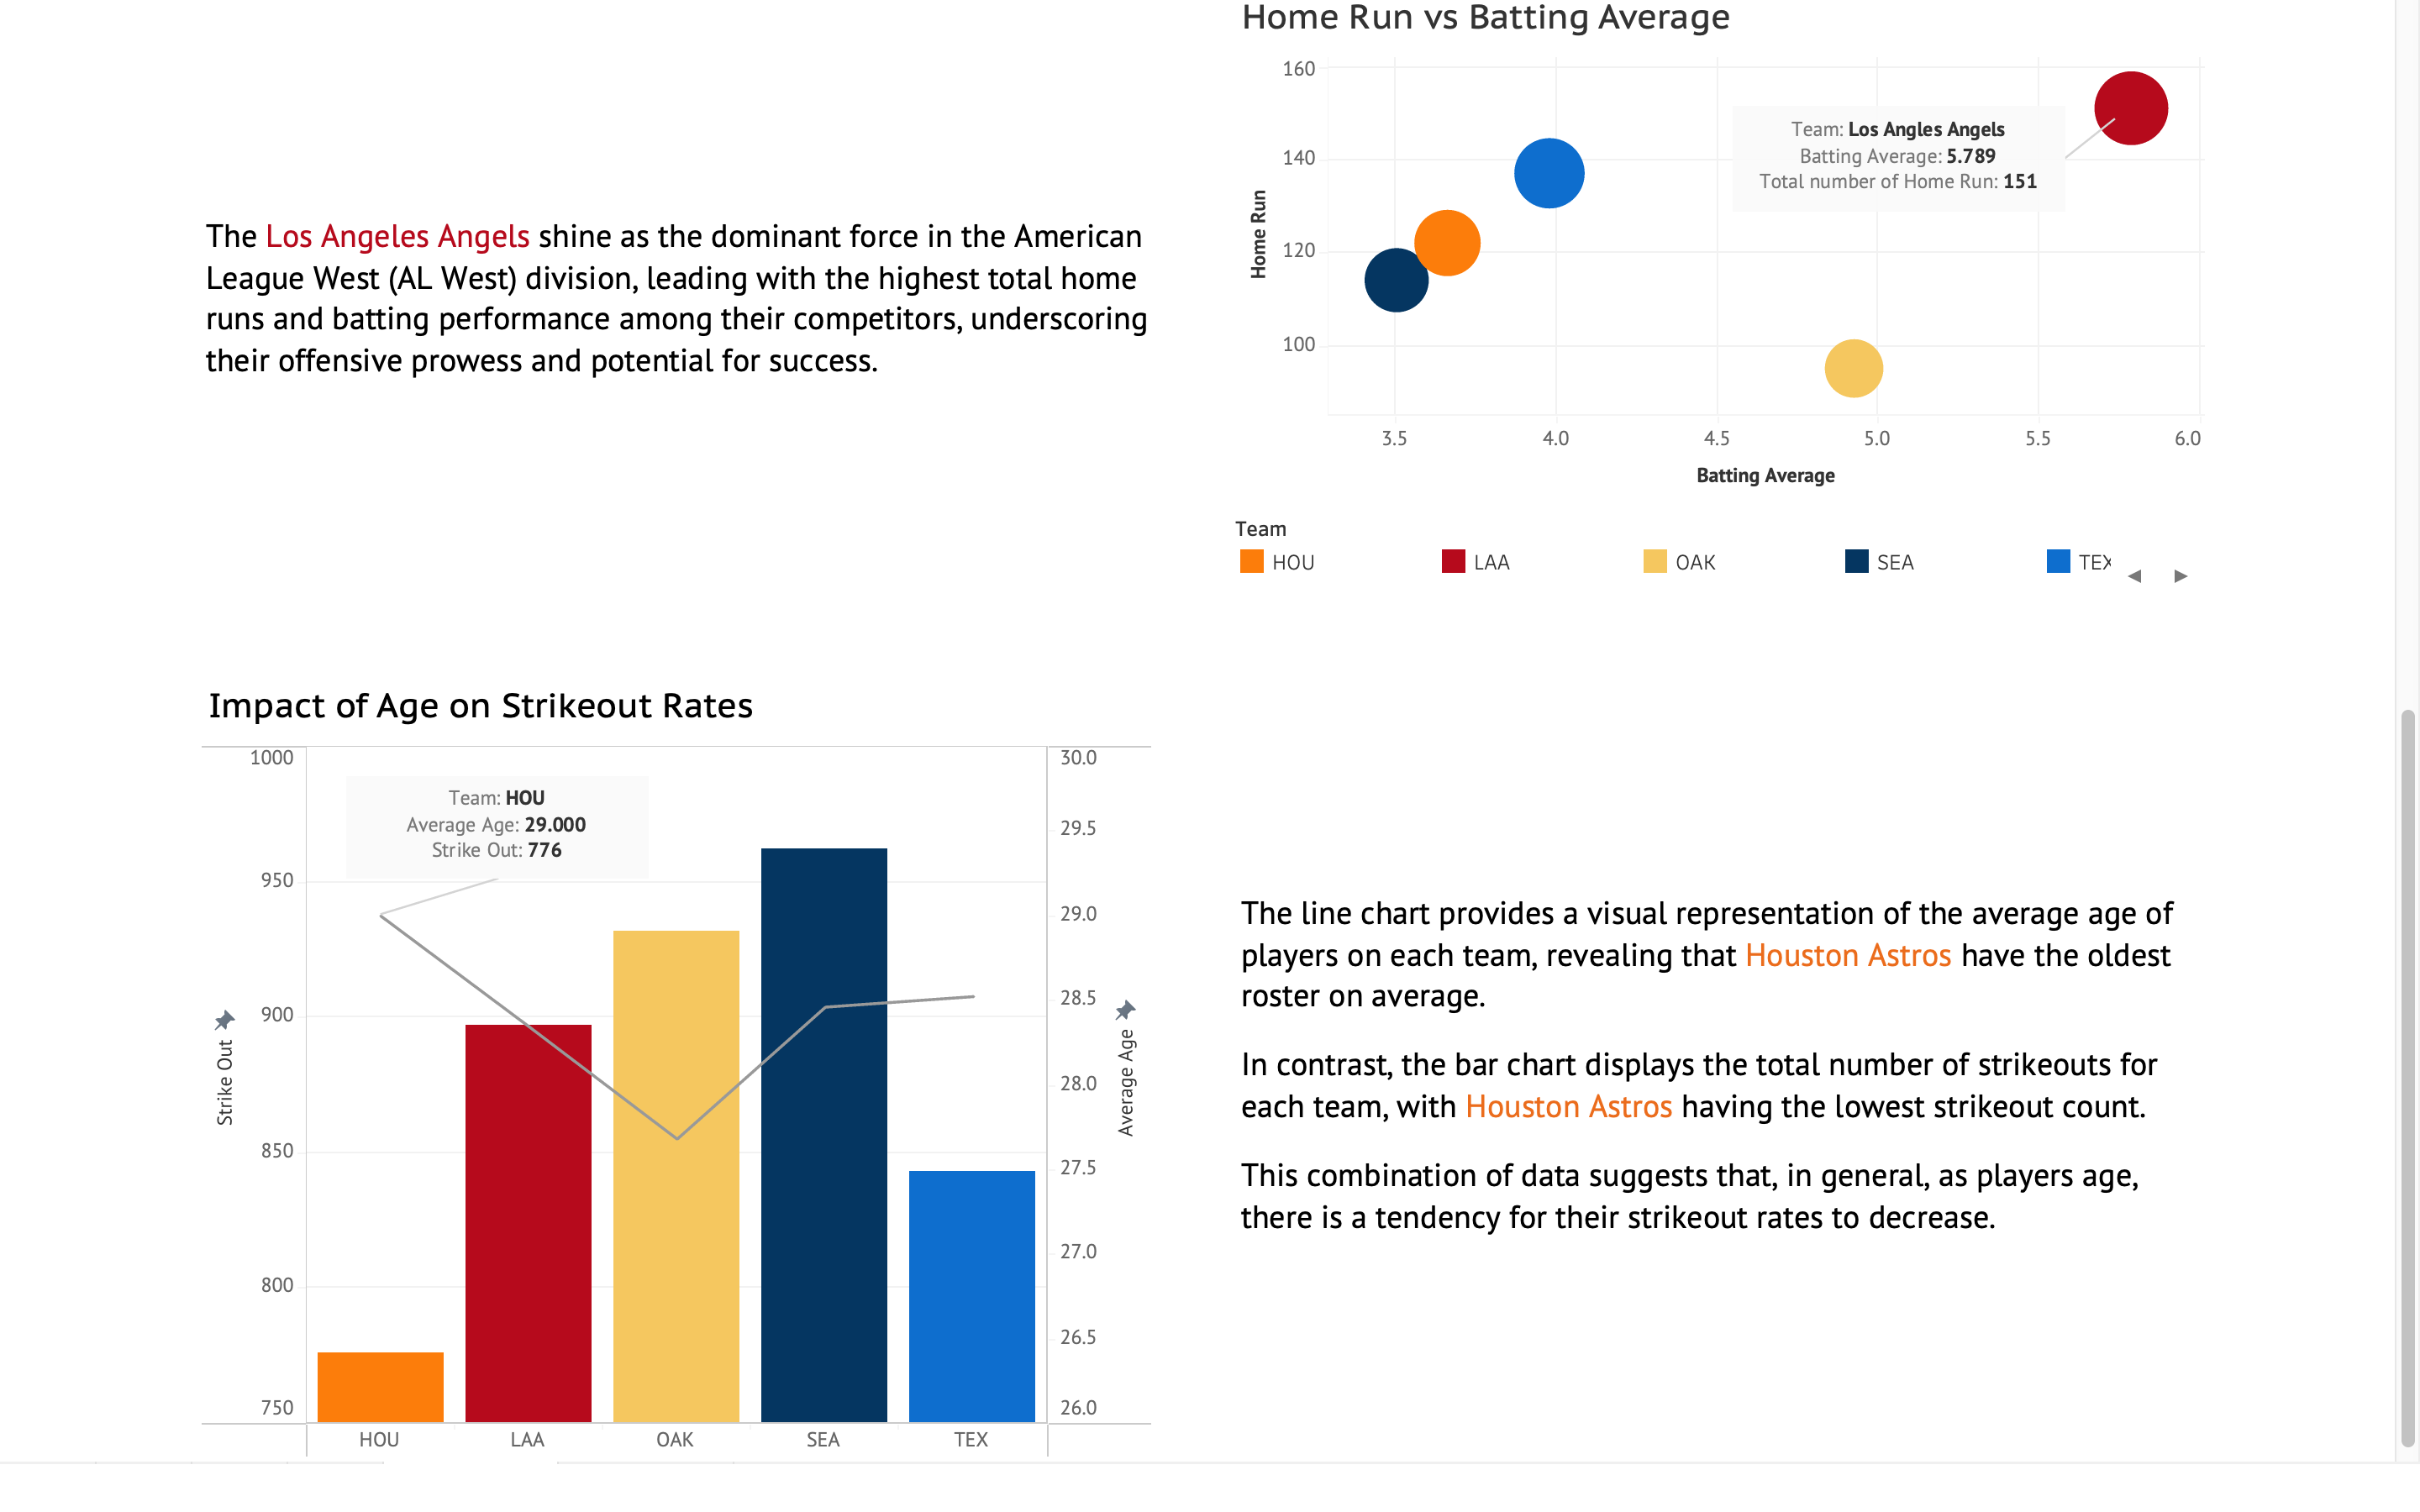 Home Run vs Batting Average
160
140
120
100
Home Run
Team: Los Angles Angels
Batting Average: 5.789
Total number of Home Run: 151
3.5 4.0 4.5 5.0 5.5 6.0
Batting Average
Team
HOU LAA OAK SEA TEX
The Los Angeles Angels shine as the dominant force in the American
League West (AL West) division, leading with the highest total home
runs and batting performance among their competitors, underscoring
their offensive prowess and potential for success.
Impact of Age on Strikeout Rates
1000
950
900
850
800
750
Strike Out
Team: HOU
Average Age: 29.000
Strike Out: 776
30.0
29.5
29.0
28.5
28.0
27.5
27.0
26.5
26.0
Average Age
HOU LAA OAK SEA TEX
The line chart provides a visual representation of the average age of
players on each team, revealing that Houston Astros have the oldest
roster on average.
In contrast, the bar chart displays the total number of strikeouts for
each team, with Houston Astros having the lowest strikeout count.
This combination of data suggests that, in general, as players age,
there is a tendency for their strikeout rates to decrease.